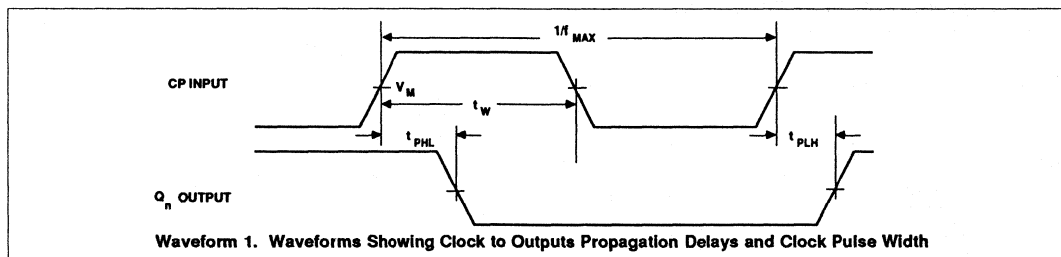 1/f MAX
CP INPUT
V M
t W
t PHL
t PLH
Q n OUTPUT
Waveform 1. Waveforms Showing Clock to Outputs Propagation Delays and Clock Pulse Width